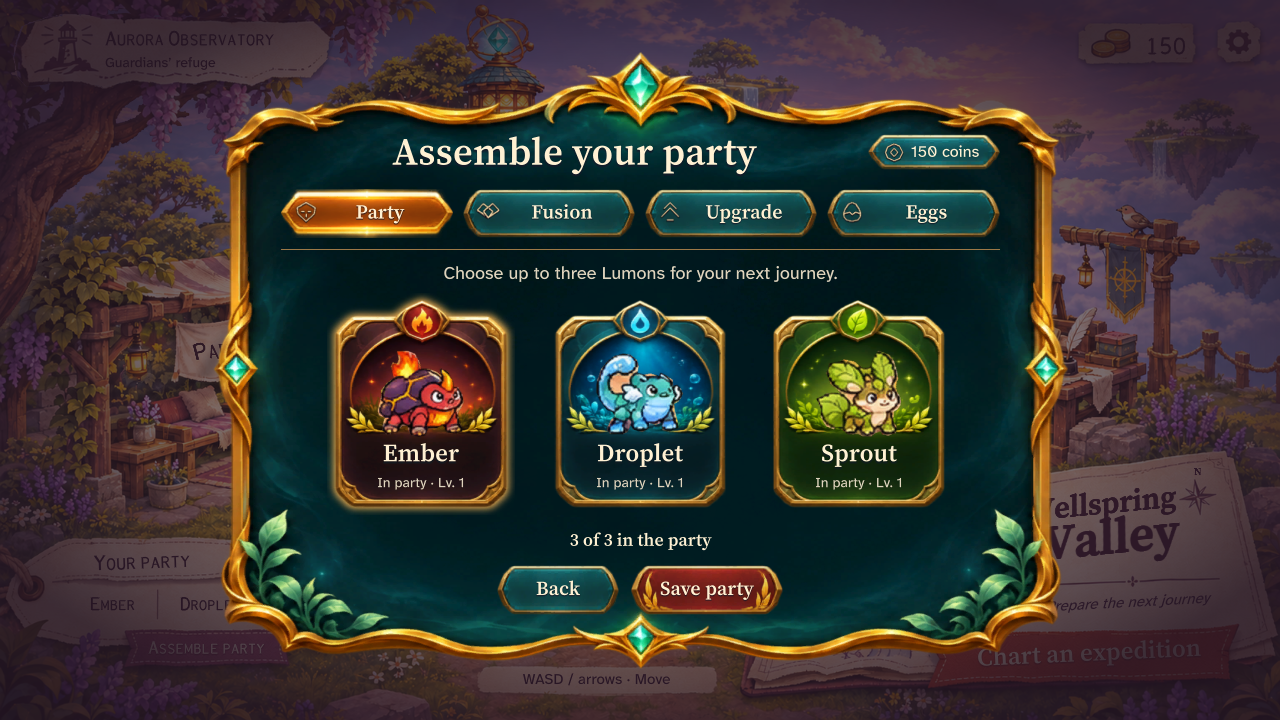 Aurora Observatory
Guardians' refuge
150
Assemble your party
150 coins
Party
Fusion
Upgrade
Eggs
Choose up to three Lumons for your next journey.
Ember
In party · Lv. 1
Droplet
In party · Lv. 1
Sprout
In party · Lv. 1
3 of 3 in the party
Back
Save party
Your party
Ember
Assemble party
N
Valley
the next journey
Chart an expedition
WASD / arrows · Move